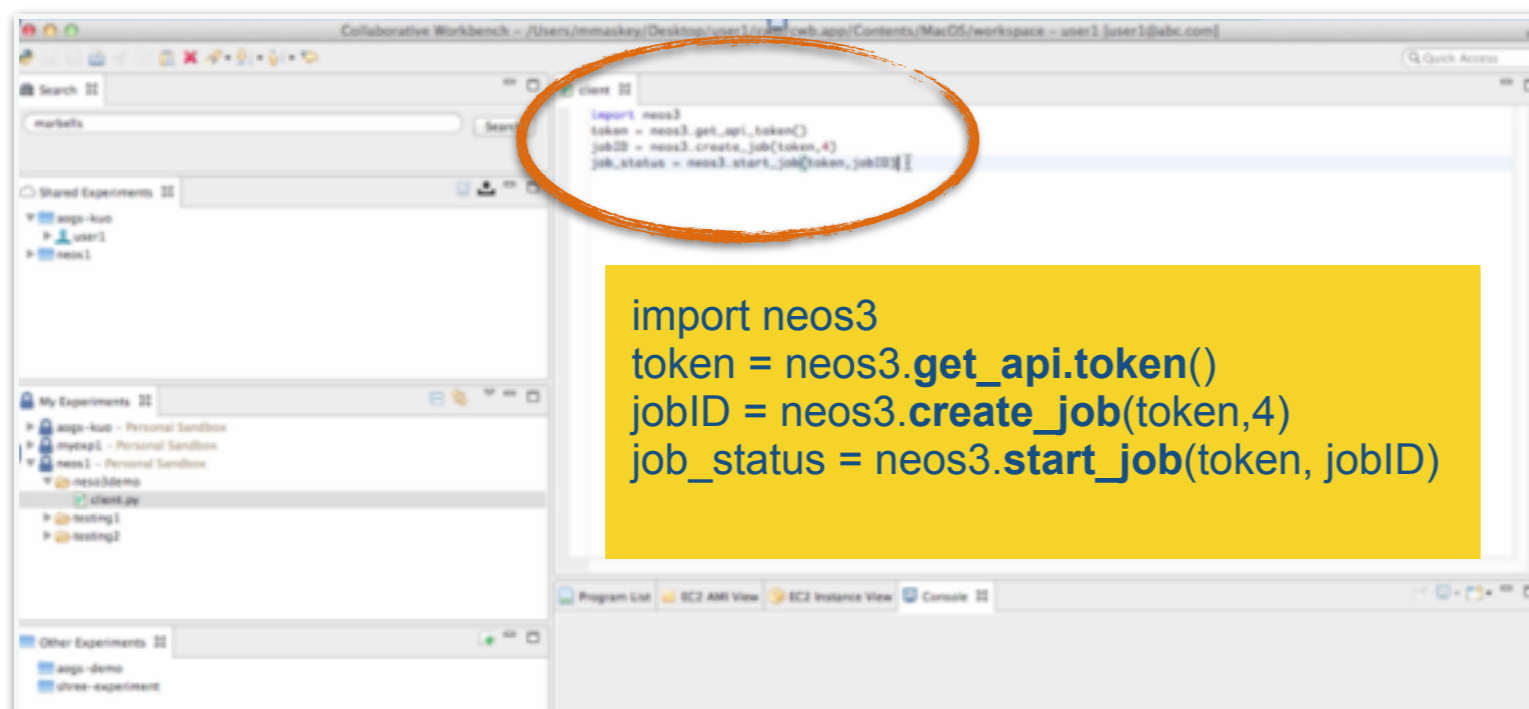 Collaborative Workbench – /Users/mmaskey/Desktop/user1/cwb/cwb.app/Contents/MacOS/workspace – user1 [user1@abc.com]
Quick Access
Search
marbells
Search
Shared Experiments
aogs-kuo
user1
neos1
My Experiments
aogs-kuo – Personal Sandbox
myexp1 – Personal Sandbox
neos1 – Personal Sandbox
neso3demo
client.py
testing1
testing2
Other Experiments
aogs-demo
shree-experiment
client
import neos3
token = neos3.get_api_token()
jobID = neos3.create_job(token,4)
job_status = neos3.start_job(token,jobID)
import neos3
token = neos3.get_api.token()
jobID = neos3.create_job(token,4)
job_status = neos3.start_job(token, jobID)
Program List EC2 AMI View EC2 Instance View Console